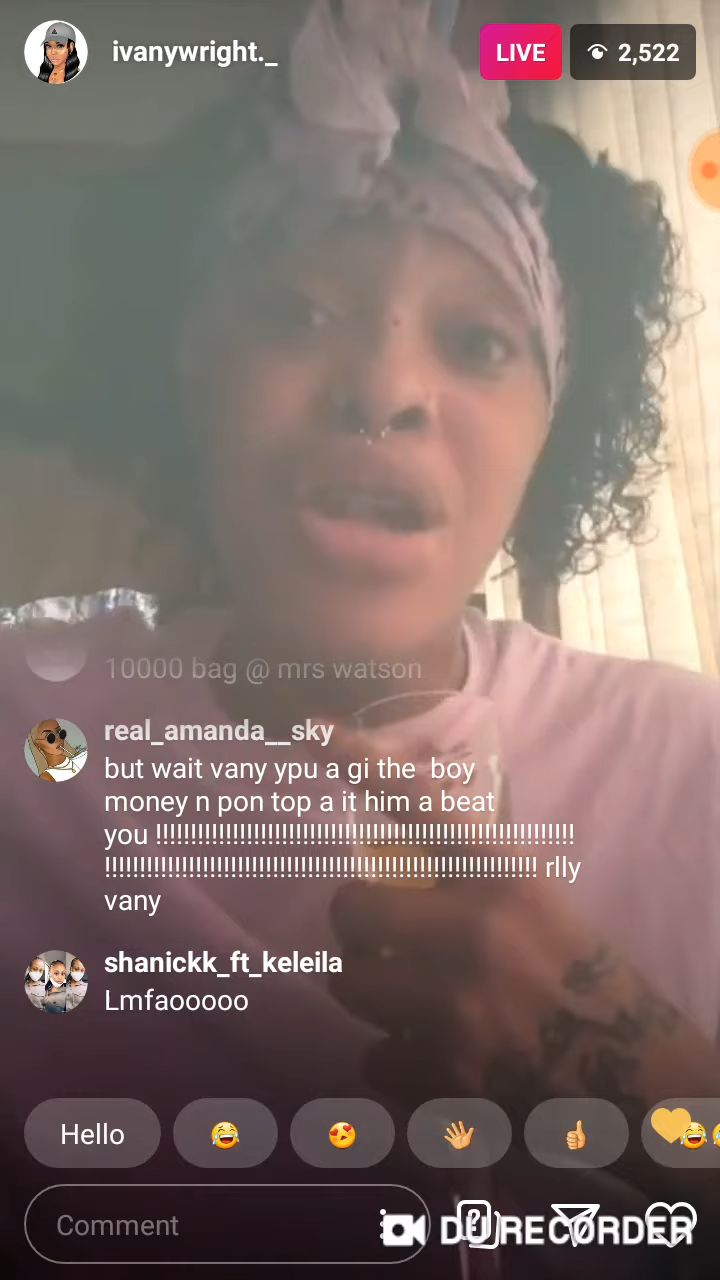 ivanywright._
LIVE
2,522
10000 bag @ mrs watson
real_amanda__sky
but wait vany ypu a gi the boy
money n pon top a it him a beat
you !!!!!!!!!!!!!!!!!!!!!!!!!!!!!!!!!!!!!!!!!!!!!!!!!!!!!!!!!!!!
!!!!!!!!!!!!!!!!!!!!!!!!!!!!!!!!!!!!!!!!!!!!!!!!!!!!!!!!!!!!!! rlly
vany
shanickk_ft_keleila
Lmfaooooo
Hello 😂 😍 👋 👍 😂
Comment
DU RECORDER